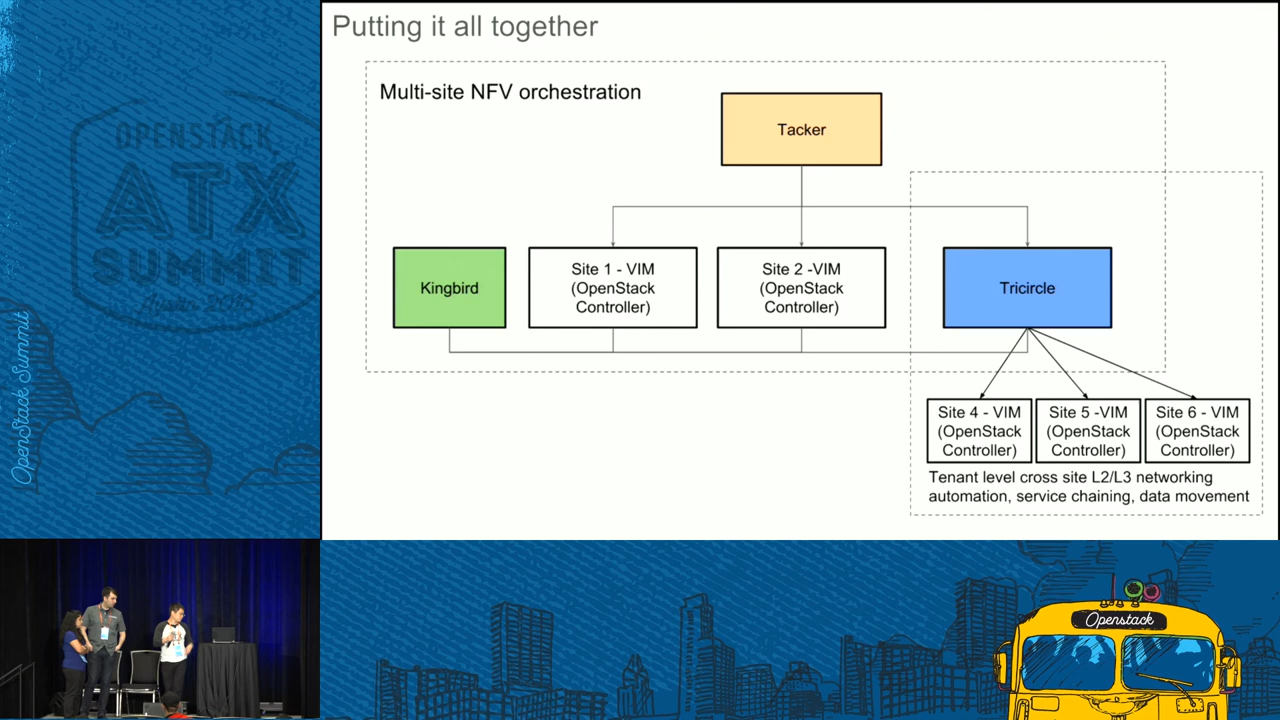 Putting it all together
Multi-site NFV orchestration
Tacker
Kingbird
Site 1 - VIM
(OpenStack
Controller)
Site 2 -VIM
(OpenStack
Controller)
Tricircle
Site 4 - VIM
(OpenStack
Controller)
Site 5 -VIM
(OpenStack
Controller)
Site 6 - VIM
(OpenStack
Controller)
Tenant level cross site L2/L3 networking
automation, service chaining, data movement
OPENSTACK
ATX
SUMMIT
OpenStack Summit
Openstack